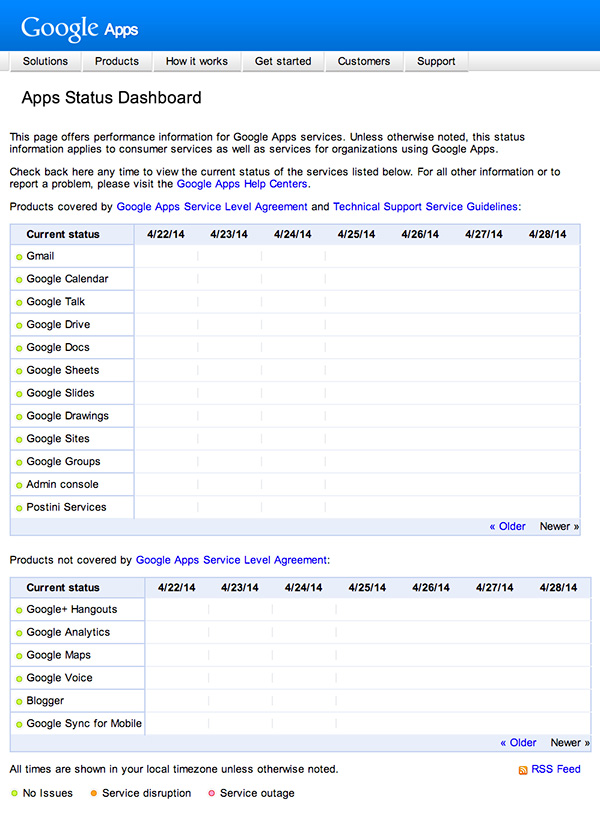 Google Apps
Solutions Products How it works Get started Customers Support
Apps Status Dashboard
This page offers performance information for Google Apps services. Unless otherwise noted, this status
information applies to consumer services as well as services for organizations using Google Apps.
Check back here any time to view the current status of the services listed below. For all other information or to
report a problem, please visit the Google Apps Help Centers.
Products covered by Google Apps Service Level Agreement and Technical Support Service Guidelines:
Current status 4/22/14 4/23/14 4/24/14 4/25/14 4/26/14 4/27/14 4/28/14
Gmail
Google Calendar
Google Talk
Google Drive
Google Docs
Google Sheets
Google Slides
Google Drawings
Google Sites
Google Groups
Admin console
Postini Services
« Older Newer »
Products not covered by Google Apps Service Level Agreement:
Current status 4/22/14 4/23/14 4/24/14 4/25/14 4/26/14 4/27/14 4/28/14
Google+ Hangouts
Google Analytics
Google Maps
Google Voice
Blogger
Google Sync for Mobile
« Older Newer »
All times are shown in your local timezone unless otherwise noted. RSS Feed
No Issues Service disruption Service outage